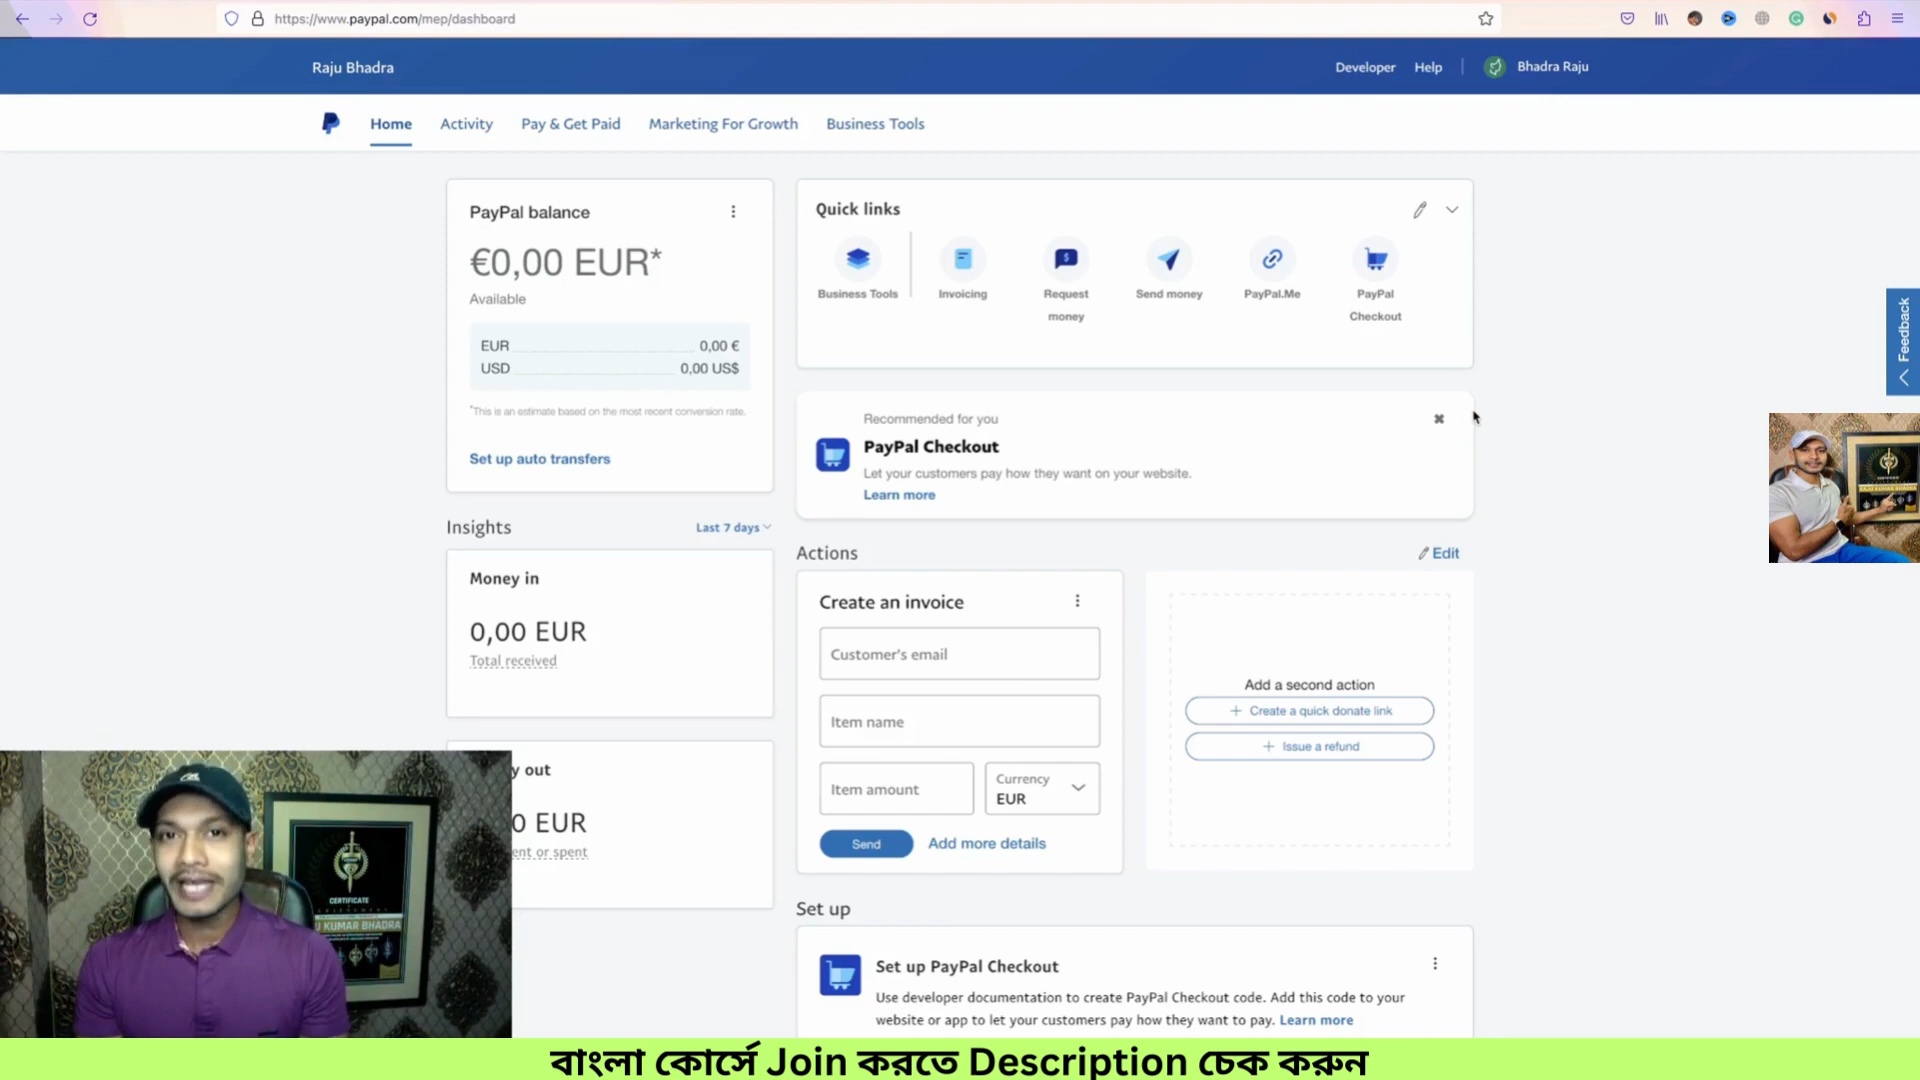 https://www.paypal.com/mep/dashboard
Raju Bhadra
Developer Help Bhadra Raju
Home Activity Pay & Get Paid Marketing For Growth Business Tools
PayPal balance
€0,00 EUR*
Available
EUR 0,00 €
USD 0,00 US$
*This is an estimate based on the most recent conversion rate.
Set up auto transfers
Quick links
Business Tools
Invoicing
Request
money
Send money
PayPal.Me
PayPal
Checkout
Feedback
Recommended for you
PayPal Checkout
Let your customers pay how they want on your website.
Learn more
Insights
Last 7 days
Money in
0,00 EUR
Total received
y out
0 EUR
ent or spent
Actions
Edit
Create an invoice
Customer's email
Item name
Item amount
Currency
EUR
Send
Add more details
Add a second action
+ Create a quick donate link
+ Issue a refund
Set up
Set up PayPal Checkout
Use developer documentation to create PayPal Checkout code. Add this code to your
website or app to let your customers pay how they want to pay. Learn more
CERTIFICATE
U KUMAR BHADRA
বাংলা কোর্সে Join করতে Description চেক করুন